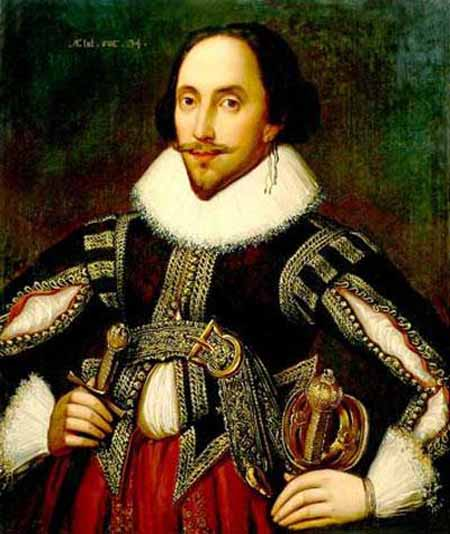 Ætat . suæ . 34 .